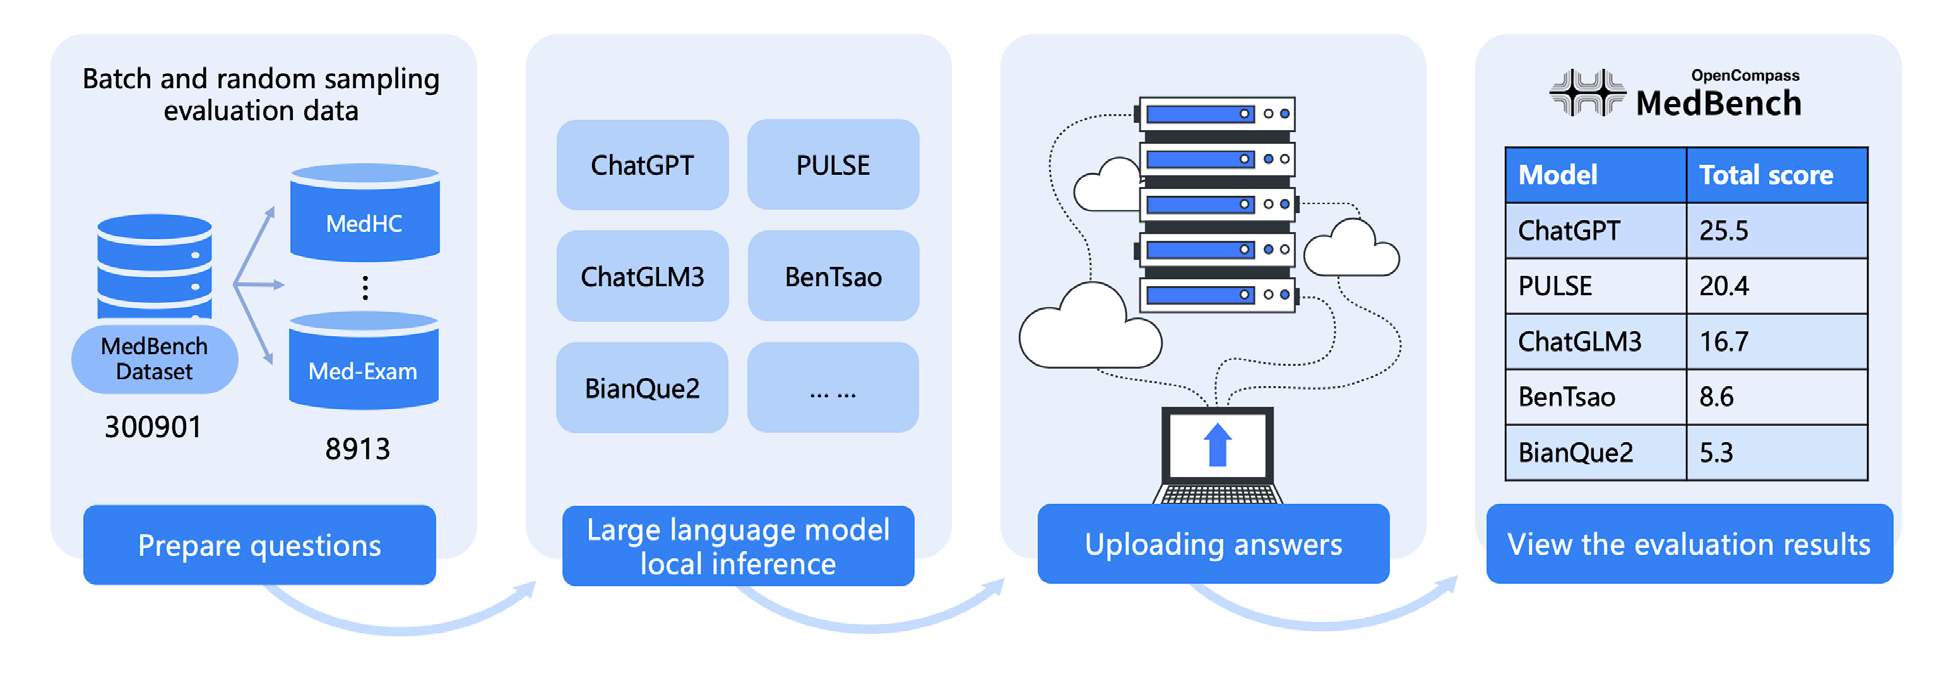 Batch and random sampling
evaluation data
MedHC
⋮
MedBench
Dataset
Med-Exam
300901
8913
Prepare questions
ChatGPT
PULSE
ChatGLM3
BenTsao
BianQue2
... ...
Large language model
local inference
Uploading answers
OpenCompass
MedBench
Model Total score
ChatGPT 25.5
PULSE 20.4
ChatGLM3 16.7
BenTsao 8.6
BianQue2 5.3
View the evaluation results